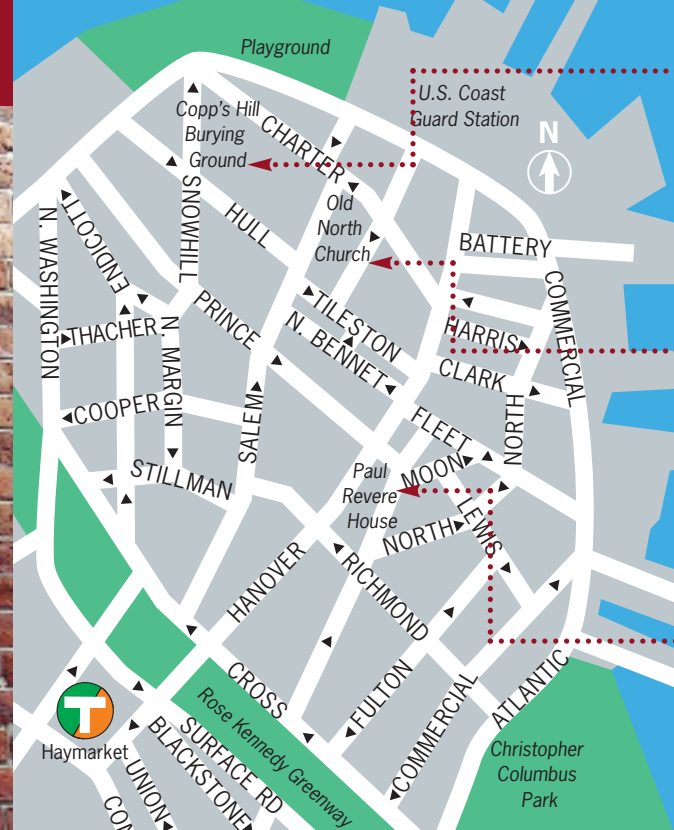 Playground
U.S. Coast
Guard Station
N
Copp's Hill
Burying
Ground
CHARTER
Old
North
Church
SNOWHILL
HULL
BATTERY
N. WASHINGTON
ENDICOTT
COMMERCIAL
THACHER
N. MARGIN
PRINCE
TILESTON
N. BENNET
HARRIS
CLARK
COOPER
SALEM
FLEET
NORTH
STILLMAN
Paul
Revere
House
MOON
NORTH
LEWIS
HANOVER
RICHMOND
CROSS
FULTON
COMMERCIAL
ATLANTIC
Rose Kennedy Greenway
T
Haymarket
SURFACE RD
BLACKSTONE
UNION
CON
Christopher
Columbus
Park